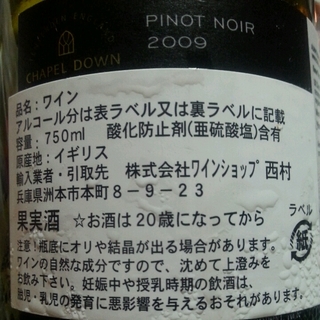 PINOT NOIR
2009
CHAPEL DOWN
品名：ワイン
アルコール分は表ラベル又は裏ラベルに記載
容量：750ml　酸化防止剤(亜硫酸塩)含有
原産地：イギリス
輸入業者・引取先　株式会社ワインショップ 西村
兵庫県洲本市本町８－９－２３
果実酒　☆お酒は20歳になってから
ラベル
紙
注意！瓶底にオリや結晶が出る場合があります。
ワインの自然な成分ですので、沈めて上澄みを
お飲み下さい。妊娠中や授乳時期の飲酒は、
胎児・乳児の発育に悪影響を与えるおそれがあります。